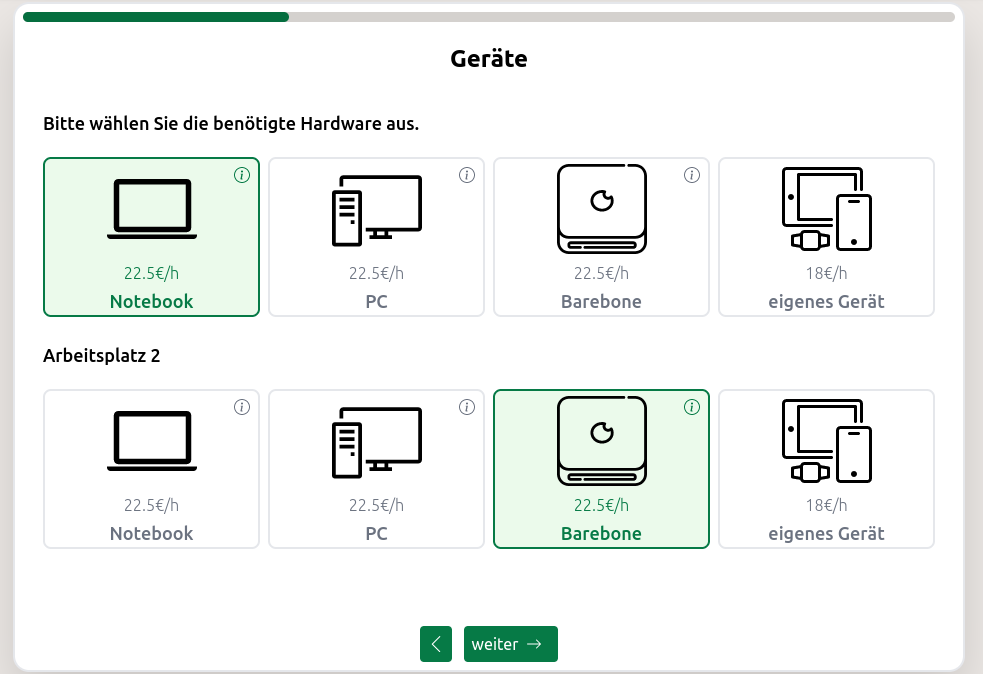 Geräte
Bitte wählen Sie die benötigte Hardware aus.
i i i
22.5€/h 22.5€/h 22.5€/h 18€/h
Notebook PC Barebone eigenes Gerät
Arbeitsplatz 2
i i i
22.5€/h 22.5€/h 22.5€/h 18€/h
Notebook PC Barebone eigenes Gerät
weiter →